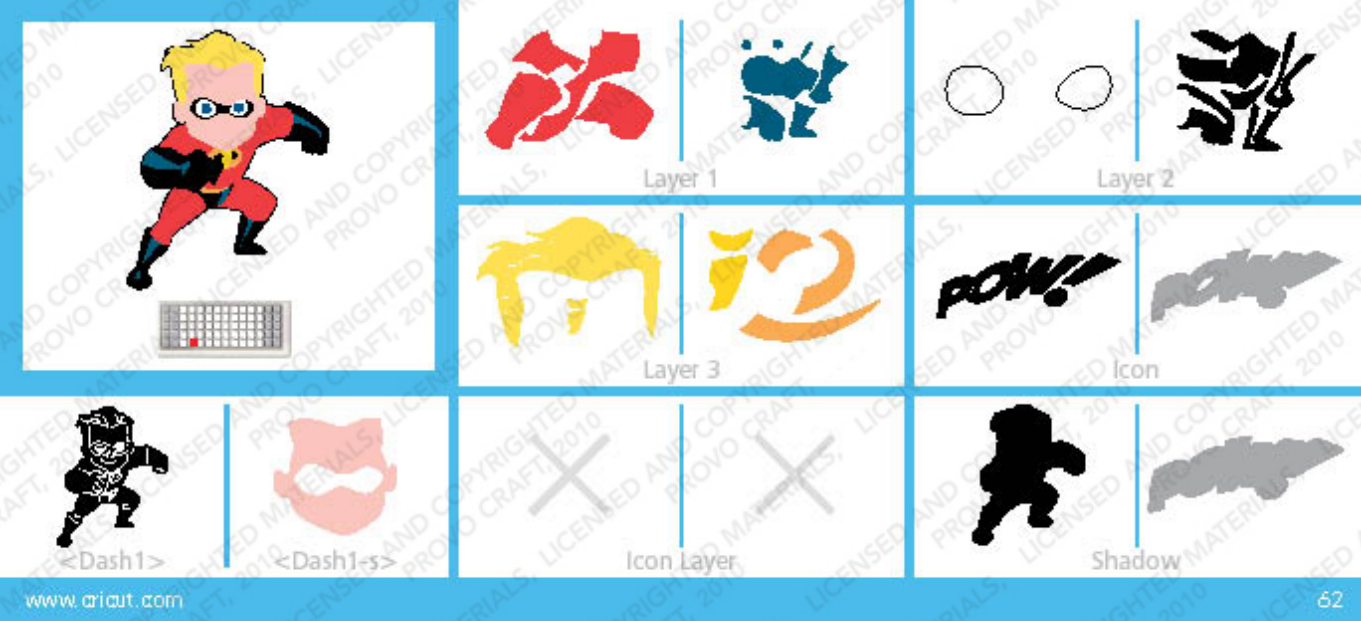 Layer 1
Layer 2
Layer 3
POW!
Icon
<Dash1>
<Dash1-s>
Icon Layer
Shadow
www.cricut.com
62
LICENSED AND COPYRIGHTED MATERIALS,
PROVO CRAFT, 2010